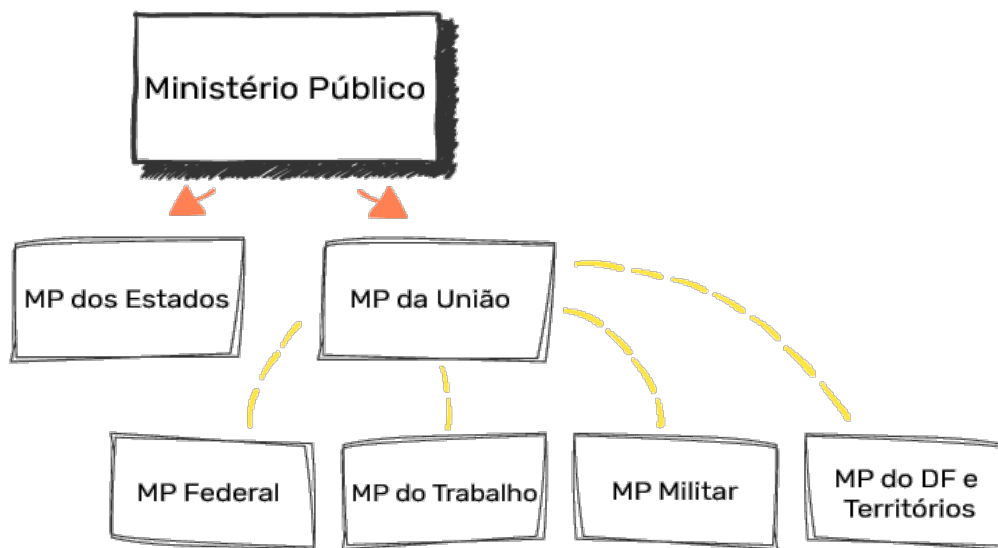 Ministério Público
MP dos Estados
MP da União
MP Federal
MP do Trabalho
MP Militar
MP do DF e
Territórios